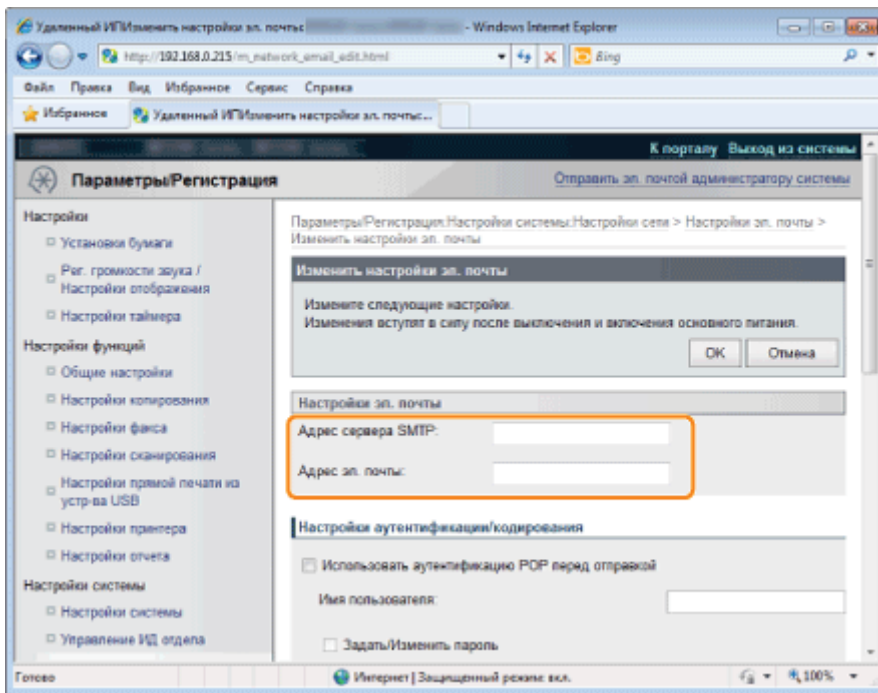 Удаленный ИПИзменить настройки эл. почты: - Windows Internet Explorer
http://192.168.0.215/m_network_email_edit.html
Bing
Файл Правка Вид Избранное Сервис Справка
Избранное Удаленный ИПИзменить настройки эл. почты:...
К порталу Выход из системы
Параметры/Регистрация
Отправить эл. почтой администратору системы
Настройки
Установки бумаги
Рег. громкости звука /
Настройки отображения
Настройки таймера
Настройки функций
Общие настройки
Настройки копирования
Настройки факса
Настройки сканирования
Настройки прямой печати из
устр-ва USB
Настройки принтера
Настройки отчета
Настройки системы
Настройки системы
Управление ИД отдела
Параметры/Регистрация:Настройки системы:Настройки сети > Настройки эл. почты >
Изменить настройки эл. почты
Изменить настройки эл. почты
Измените следующие настройки.
Изменения вступят в силу после выключения и включения основного питания.
OK Отмена
Настройки эл. почты
Адрес сервера SMTP:
Адрес эл. почты:
Настройки аутентификации/кодирования
Использовать аутентификацию POP перед отправкой
Имя пользователя:
Задать/Изменить пароль
Готово
Интернет | Защищенный режим: вкл.
100%